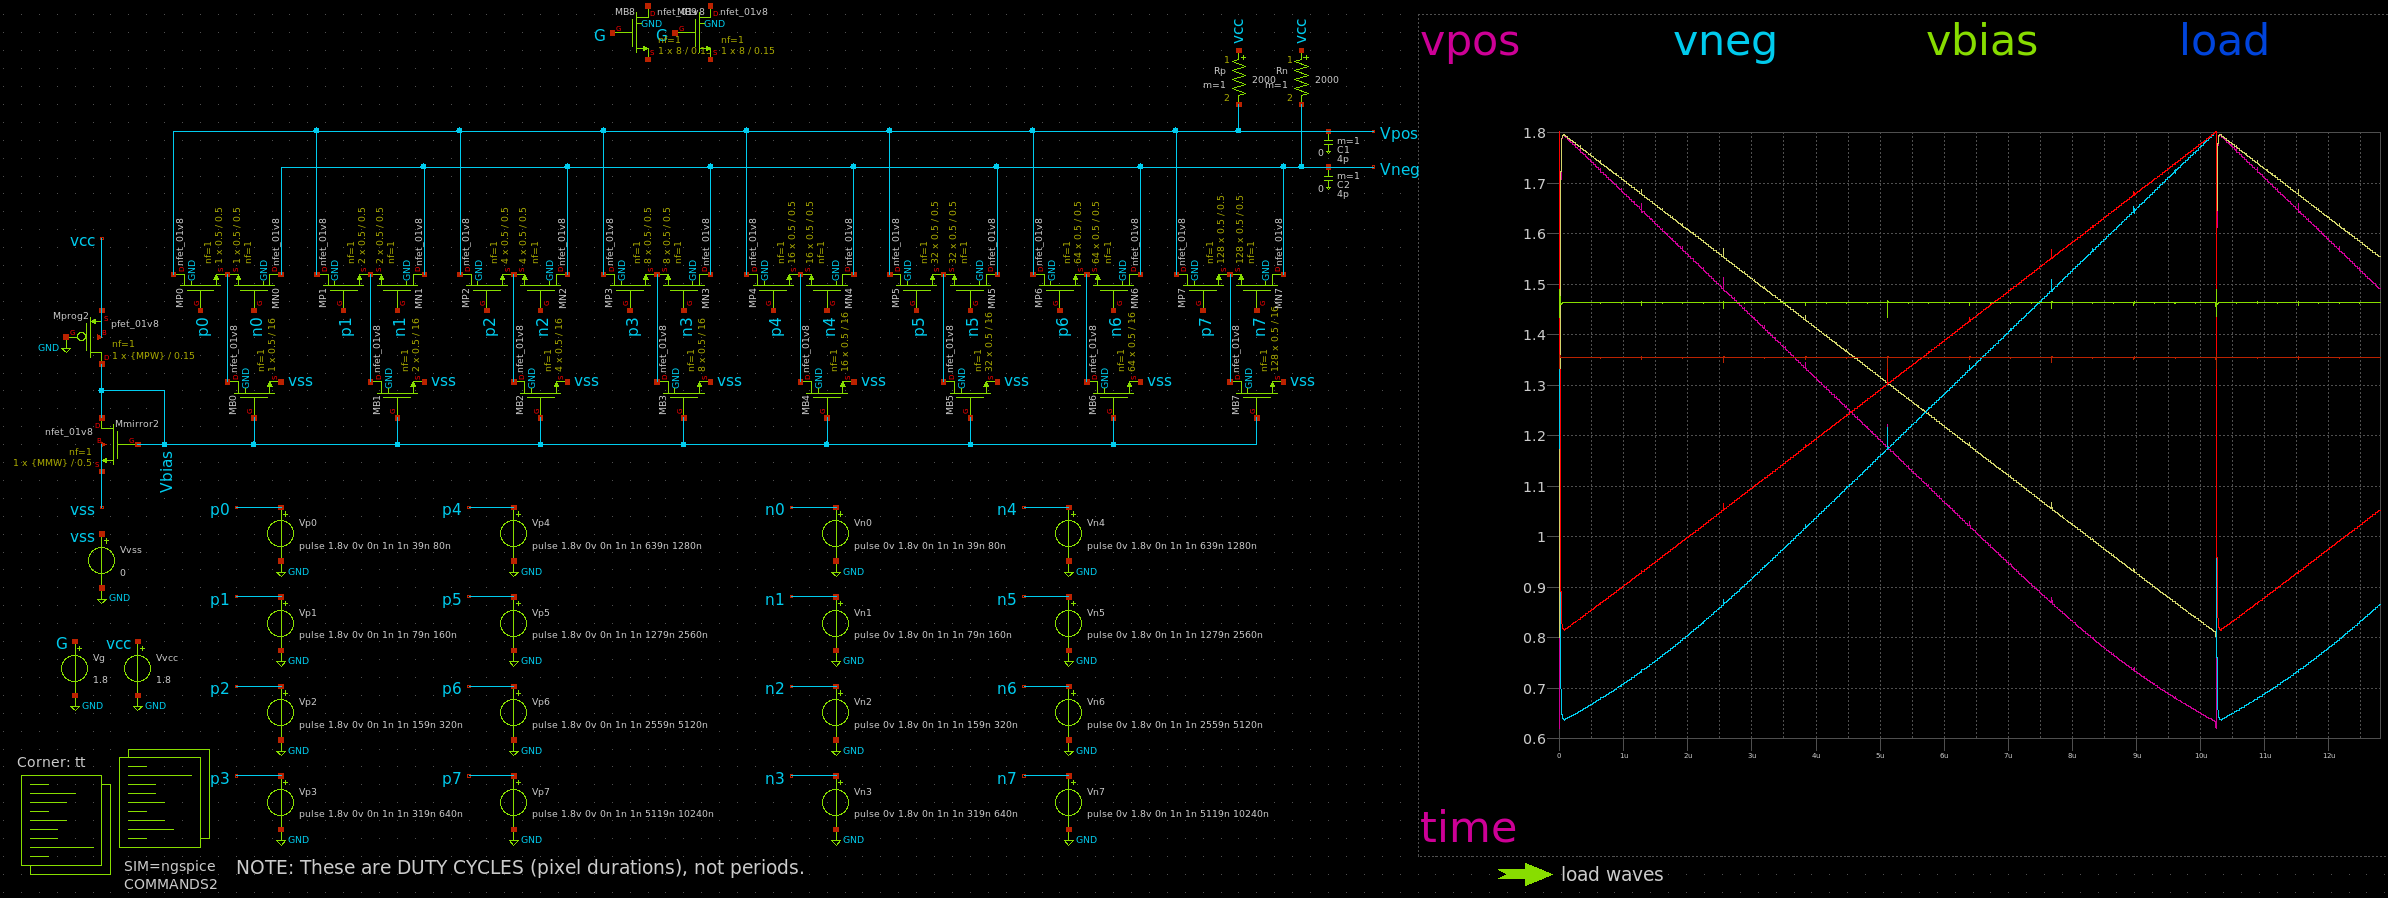 MB8 nfet_01v8
GND GND
G G
nf=1 nf=1
1 x 8 / 0.15 1 x 8 / 0.15
vcc vcc
1 Rp m=1 2 2000
1 Rn m=1 2 2000
Vpos
m=1
C1
4p
0
Vneg
m=1
C2
4p
0
vcc
Mprog2
pfet_01v8
GND
nf=1
1 x {MPW} / 0.15
Mmirror2
nfet_01v8
nf=1
1 x {MMW} / 0.5
vss
Vbias
nfet_01v8 GND nf=1 1 x 0.5 / 0.5 1 x 0.5 / 0.5 nf=1 GND nfet_01v8
MP0 p0 n0 MN0
nfet_01v8 GND nf=1 2 x 0.5 / 0.5 2 x 0.5 / 0.5 nf=1 GND nfet_01v8
MP1 p1 n1 MN1
nfet_01v8 GND nf=1 4 x 0.5 / 0.5 4 x 0.5 / 0.5 nf=1 GND nfet_01v8
MP2 p2 n2 MN2
nfet_01v8 GND nf=1 8 x 0.5 / 0.5 8 x 0.5 / 0.5 nf=1 GND nfet_01v8
MP3 p3 n3 MN3
nfet_01v8 GND nf=1 16 x 0.5 / 0.5 16 x 0.5 / 0.5 nf=1 GND nfet_01v8
MP4 p4 n4 MN4
nfet_01v8 GND nf=1 32 x 0.5 / 0.5 32 x 0.5 / 0.5 nf=1 GND nfet_01v8
MP5 p5 n5 MN5
nfet_01v8 GND nf=1 64 x 0.5 / 0.5 64 x 0.5 / 0.5 nf=1 GND nfet_01v8
MP6 p6 n6 MN6
nfet_01v8 GND nf=1 128 x 0.5 / 0.5 128 x 0.5 / 0.5 nf=1 GND nfet_01v8
MP7 p7 n7 MN7
MB0 nfet_01v8 GND nf=1 1 x 0.5 / 16 vss
MB1 nfet_01v8 GND nf=1 2 x 0.5 / 16 vss
MB2 nfet_01v8 GND nf=1 4 x 0.5 / 16 vss
MB3 nfet_01v8 GND nf=1 8 x 0.5 / 16 vss
MB4 nfet_01v8 GND nf=1 16 x 0.5 / 16 vss
MB5 nfet_01v8 GND nf=1 32 x 0.5 / 16 vss
MB6 nfet_01v8 GND nf=1 64 x 0.5 / 16 vss
MB7 nfet_01v8 GND nf=1 128 x 0.5 / 16 vss
vss
Vvss
0
GND
G
Vg
1.8
GND
vcc
Vvcc
1.8
GND
p0
Vp0
pulse 1.8v 0v 0n 1n 1n 39n 80n
GND
p4
Vp4
pulse 1.8v 0v 0n 1n 1n 639n 1280n
GND
n0
Vn0
pulse 0v 1.8v 0n 1n 1n 39n 80n
GND
n4
Vn4
pulse 0v 1.8v 0n 1n 1n 639n 1280n
GND
p1
Vp1
pulse 1.8v 0v 0n 1n 1n 79n 160n
GND
p5
Vp5
pulse 1.8v 0v 0n 1n 1n 1279n 2560n
GND
n1
Vn1
pulse 0v 1.8v 0n 1n 1n 79n 160n
GND
n5
Vn5
pulse 0v 1.8v 0n 1n 1n 1279n 2560n
GND
p2
Vp2
pulse 1.8v 0v 0n 1n 1n 159n 320n
GND
p6
Vp6
pulse 1.8v 0v 0n 1n 1n 2559n 5120n
GND
n2
Vn2
pulse 0v 1.8v 0n 1n 1n 159n 320n
GND
n6
Vn6
pulse 0v 1.8v 0n 1n 1n 2559n 5120n
GND
p3
Vp3
pulse 1.8v 0v 0n 1n 1n 319n 640n
GND
p7
Vp7
pulse 1.8v 0v 0n 1n 1n 5119n 10240n
GND
n3
Vn3
pulse 0v 1.8v 0n 1n 1n 319n 640n
GND
n7
Vn7
pulse 0v 1.8v 0n 1n 1n 5119n 10240n
GND
Corner: tt
SIM=ngspice
COMMANDS2
NOTE: These are DUTY CYCLES (pixel durations), not periods.
vpos vneg vbias load
1.8
1.7
1.6
1.5
1.4
1.3
1.2
1.1
1
0.9
0.8
0.7
0.6
0 1u 2u 3u 4u 5u 6u 7u 8u 9u 10u 11u 12u
time
load waves